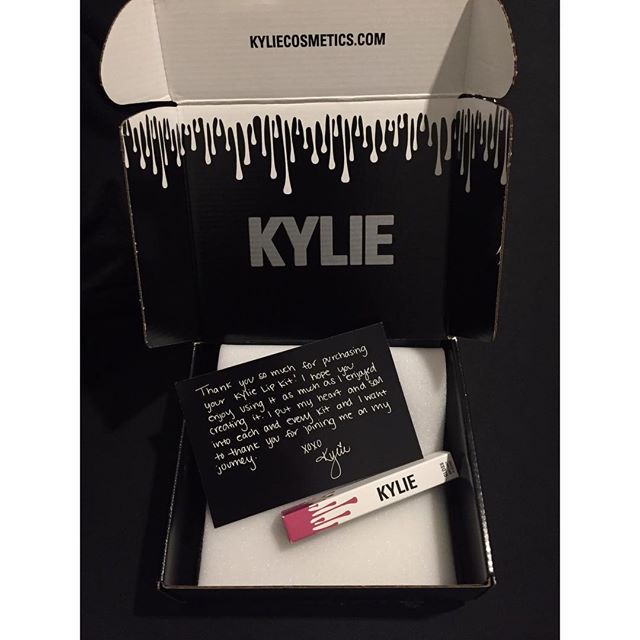 KYLIECOSMETICS.COM
KYLIE
Thank you so much for purchasing
your Kylie Lip Kit! I hope you
enjoy using it as much as I enjoyed
creating it. I put my heart and soul
into each and every kit and I want
to thank you for joining me on my
journey.
xoxo
Kylie
KYLIE